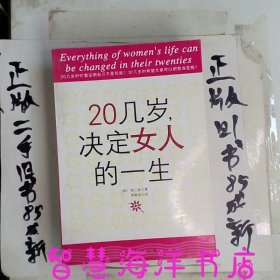 Everything of women's life can
be changed in their twenties
20几岁,
决定女人
的一生
正版二手旧书85成新
正版旧书85成新
智慧海洋书店